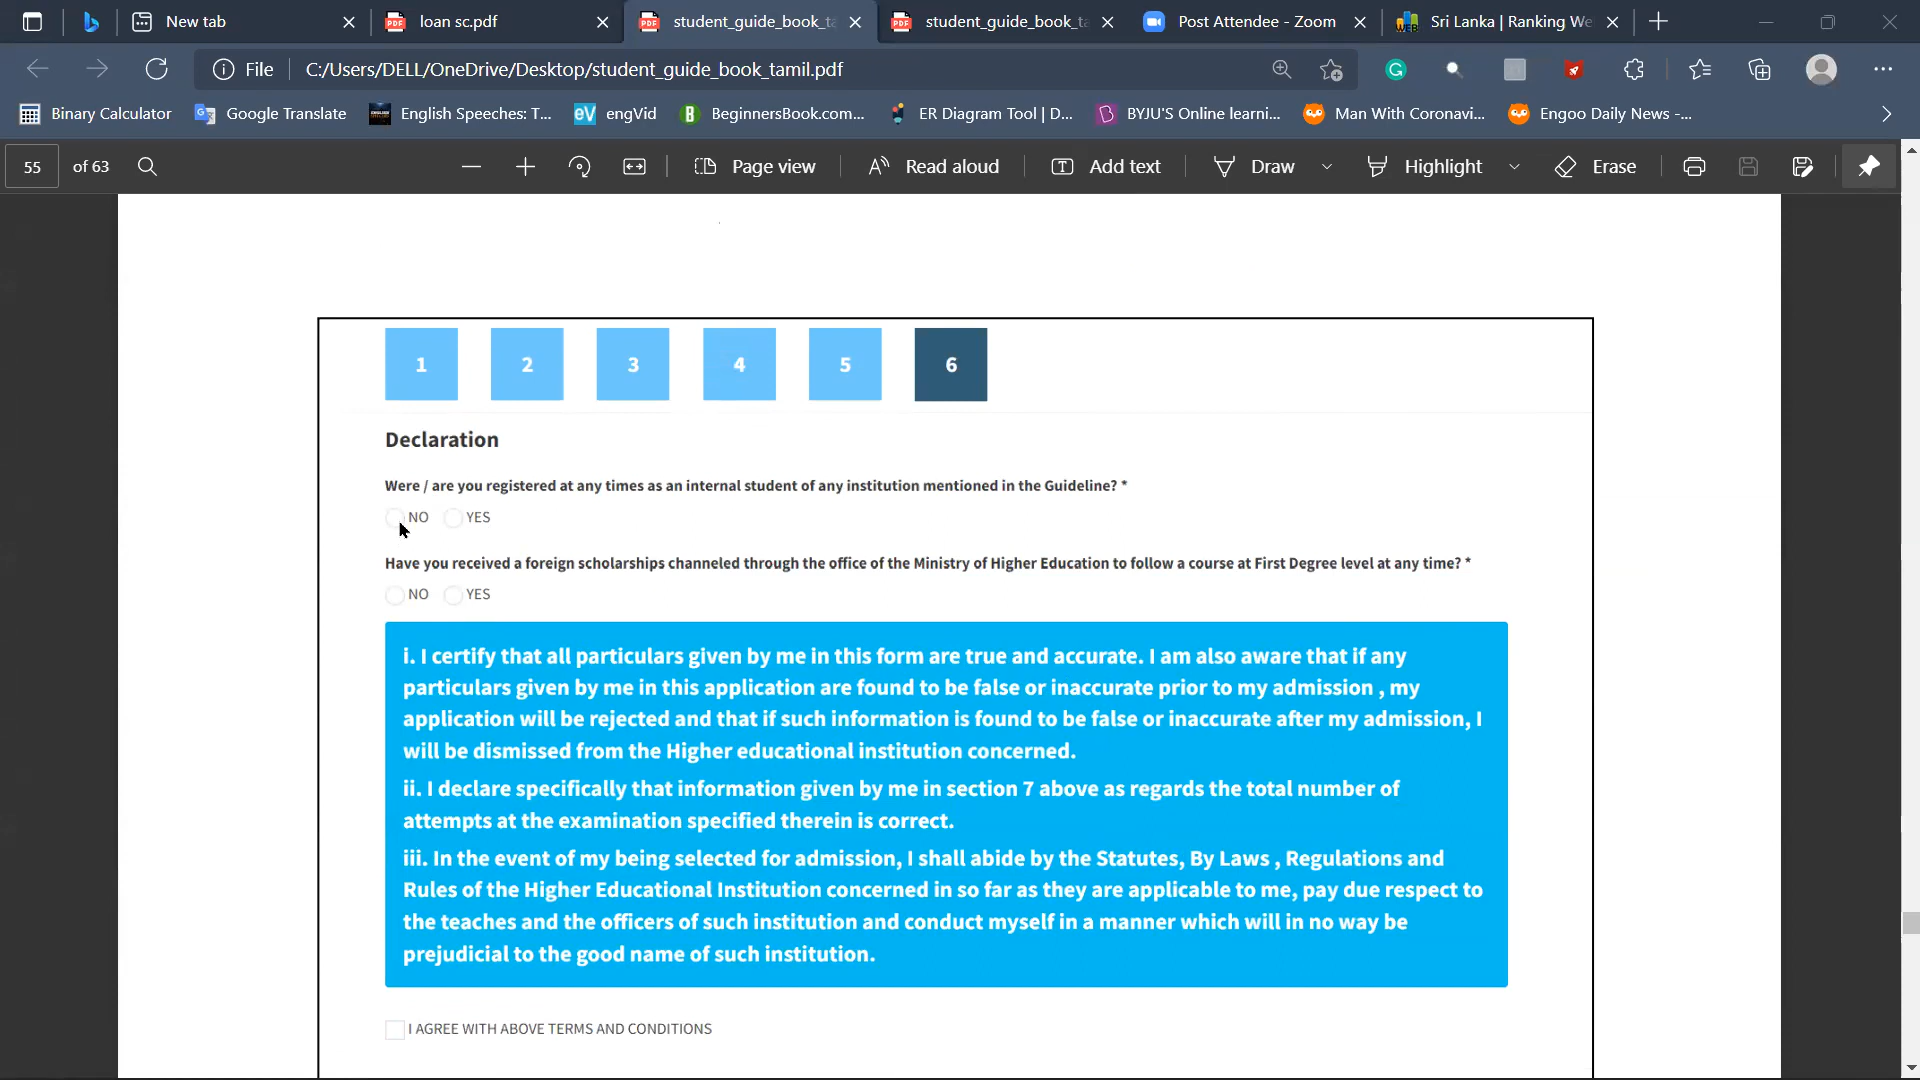 New tab
loan sc.pdf
student_guide_book_ta
student_guide_book_ta
Post Attendee - Zoom
Sri Lanka | Ranking We
File
C:/Users/DELL/OneDrive/Desktop/student_guide_book_tamil.pdf
Binary Calculator
Google Translate
English Speeches: T...
engVid
BeginnersBook.com...
ER Diagram Tool | D...
BYJU'S Online learni...
Man With Coronavi...
Engoo Daily News -...
55 of 63
Page view
Read aloud
Add text
Draw
Highlight
Erase
1 2 3 4 5 6
Declaration
Were / are you registered at any times as an internal student of any institution mentioned in the Guideline? *
NO YES
Have you received a foreign scholarships channeled through the office of the Ministry of Higher Education to follow a course at First Degree level at any time? *
NO YES
i. I certify that all particulars given by me in this form are true and accurate. I am also aware that if any
particulars given by me in this application are found to be false or inaccurate prior to my admission , my
application will be rejected and that if such information is found to be false or inaccurate after my admission, I
will be dismissed from the Higher educational institution concerned.
ii. I declare specifically that information given by me in section 7 above as regards the total number of
attempts at the examination specified therein is correct.
iii. In the event of my being selected for admission, I shall abide by the Statutes, By Laws , Regulations and
Rules of the Higher Educational Institution concerned in so far as they are applicable to me, pay due respect to
the teaches and the officers of such institution and conduct myself in a manner which will in no way be
prejudicial to the good name of such institution.
I AGREE WITH ABOVE TERMS AND CONDITIONS